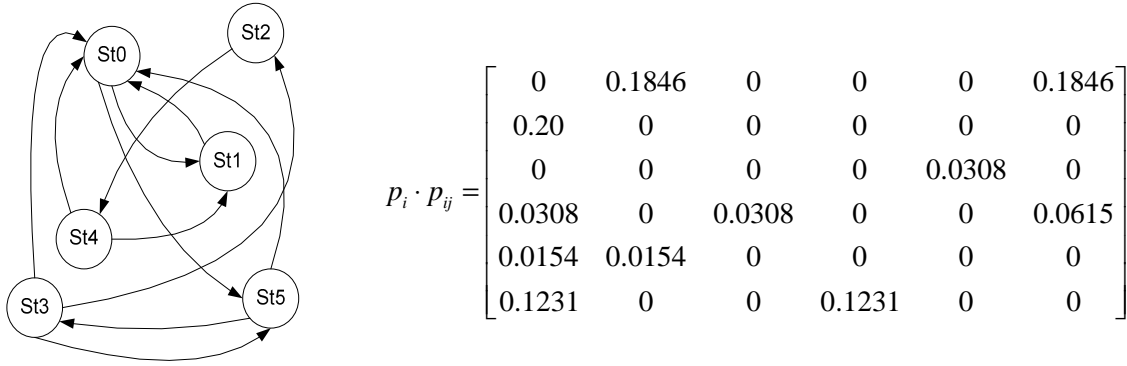 St2
St0
St1
St4
St3
St5
p_i · p_ij =
0 0.1846 0 0 0 0.1846
0.20 0 0 0 0 0
0 0 0 0 0.0308 0
0.0308 0 0.0308 0 0 0.0615
0.0154 0.0154 0 0 0 0
0.1231 0 0 0.1231 0 0